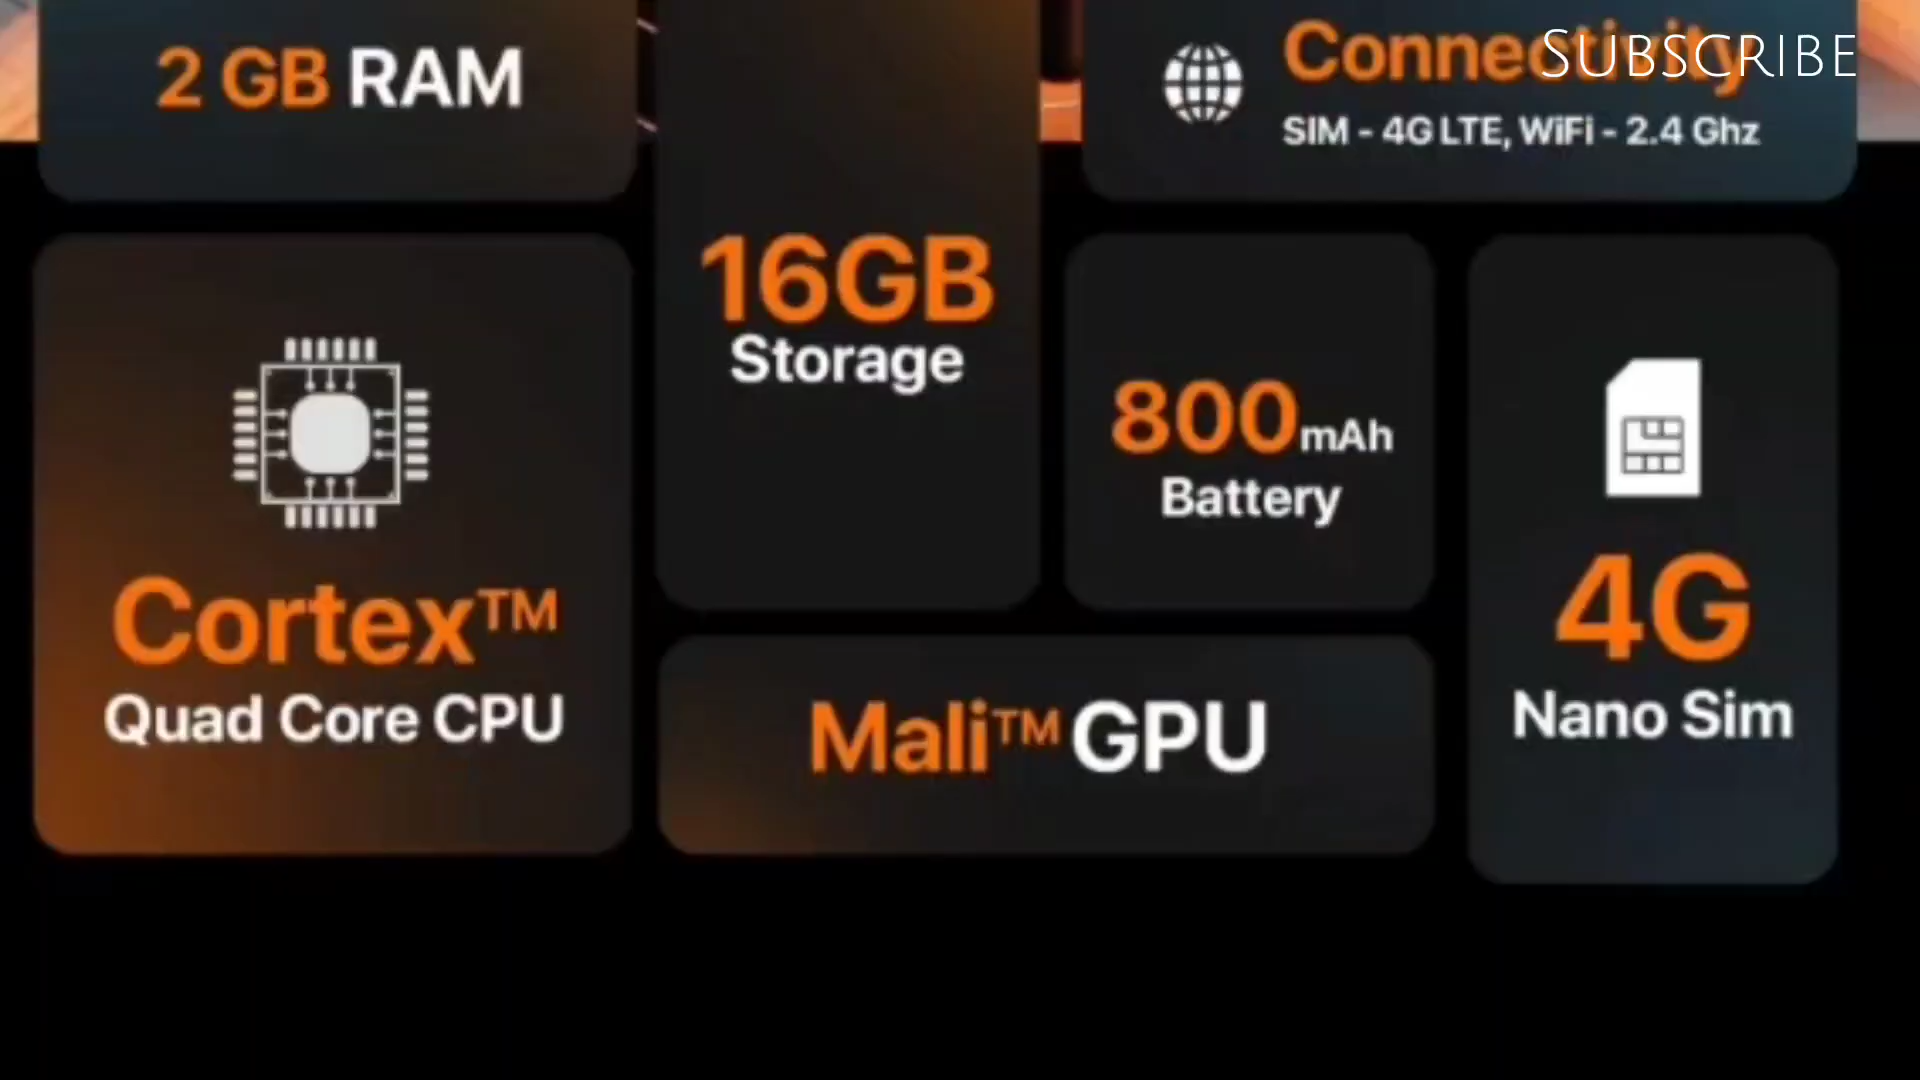 2 GB RAM
Connectivity
SUBSCRIBE
SIM - 4G LTE, WiFi - 2.4 Ghz
16GB
Storage
800mAh
Battery
Cortex™
Quad Core CPU
Mali™ GPU
4G
Nano Sim